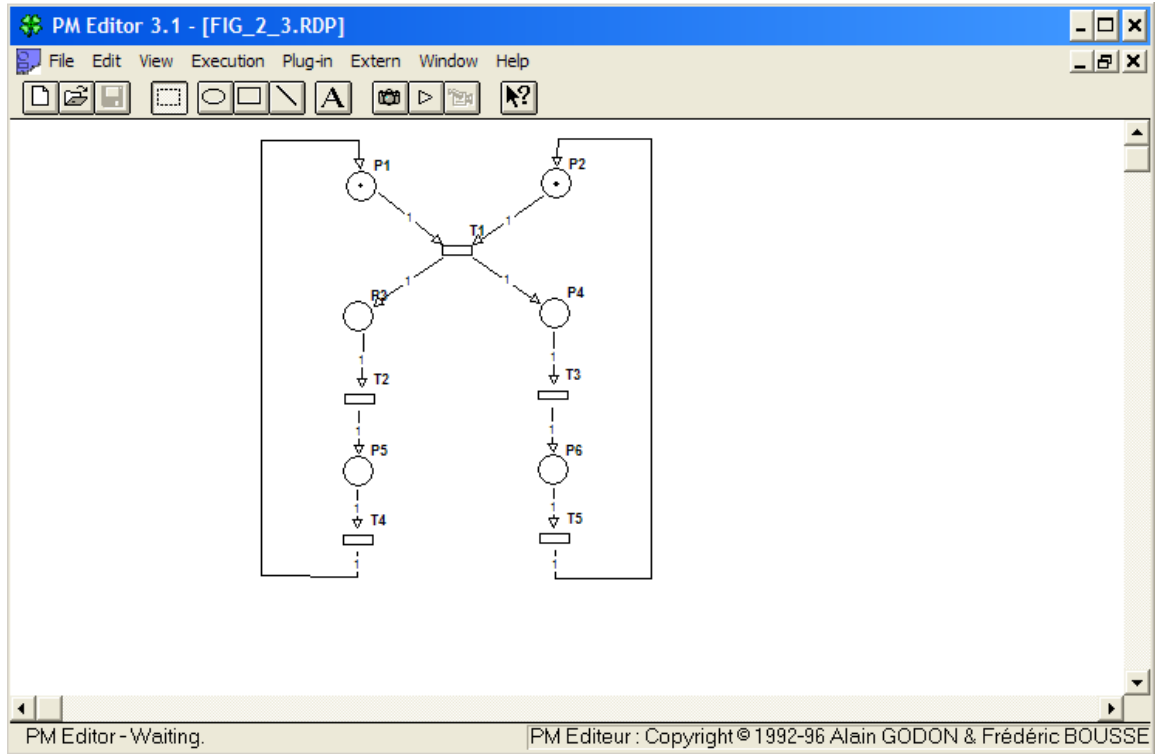 PM Editor 3.1 - [FIG_2_3.RDP]
File Edit View Execution Plug-in Extern Window Help
A
P1 P2
1 1
T1
1 1
P3 P4
1 1
T2 T3
1 1
P5 P6
1 1
T4 T5
1 1
PM Editor - Waiting. PM Editeur : Copyright © 1992-96 Alain GODON & Frédéric BOUSSE